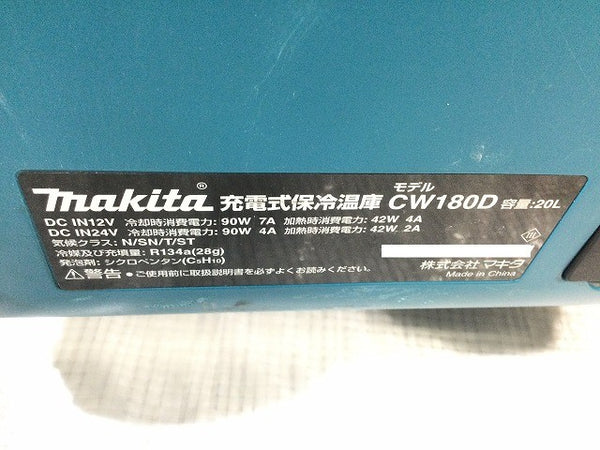 makita® 充電式保冷温庫 モデル CW180D 容量:20L
DC IN12V 冷却時消費電力: 90W 7A 加熱時消費電力: 42W 4A
DC IN24V 冷却時消費電力: 90W 4A 加熱時消費電力: 42W 2A
気候クラス: N/SN/T/ST
冷媒及び充填量: R134a(28g)
発泡剤: シクロペンタン(C5H10)
⚠警告 ・ご使用前に取扱説明書を必ずよくお読みください。
株式会社 マキタ
Made in China